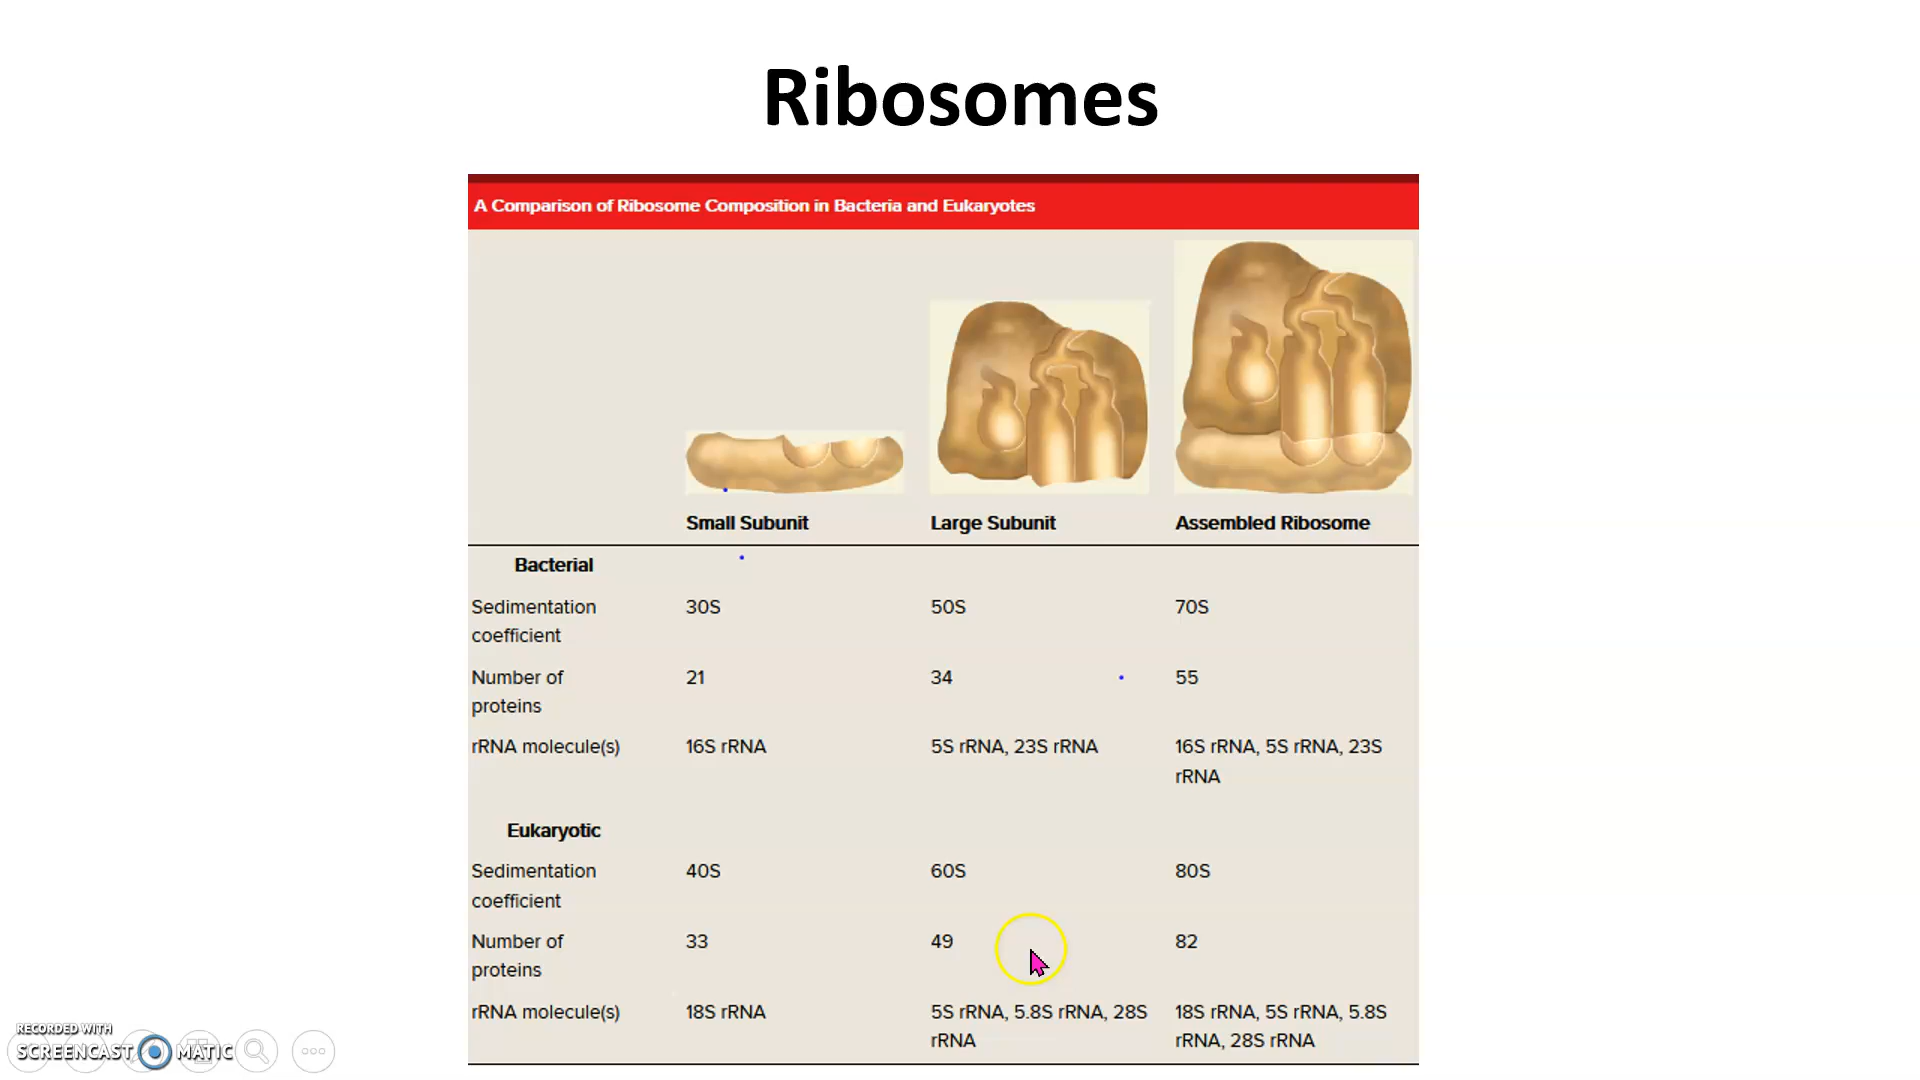 Ribosomes
A Comparison of Ribosome Composition in Bacteria and Eukaryotes
Small Subunit Large Subunit Assembled Ribosome
Bacterial
Sedimentation coefficient 30S 50S 70S
Number of proteins 21 34 55
rRNA molecule(s) 16S rRNA 5S rRNA, 23S rRNA 16S rRNA, 5S rRNA, 23S rRNA
Eukaryotic
Sedimentation coefficient 40S 60S 80S
Number of proteins 33 49 82
rRNA molecule(s) 18S rRNA 5S rRNA, 5.8S rRNA, 28S rRNA 18S rRNA, 5S rRNA, 5.8S rRNA, 28S rRNA
RECORDED WITH
SCREENCAST MATIC